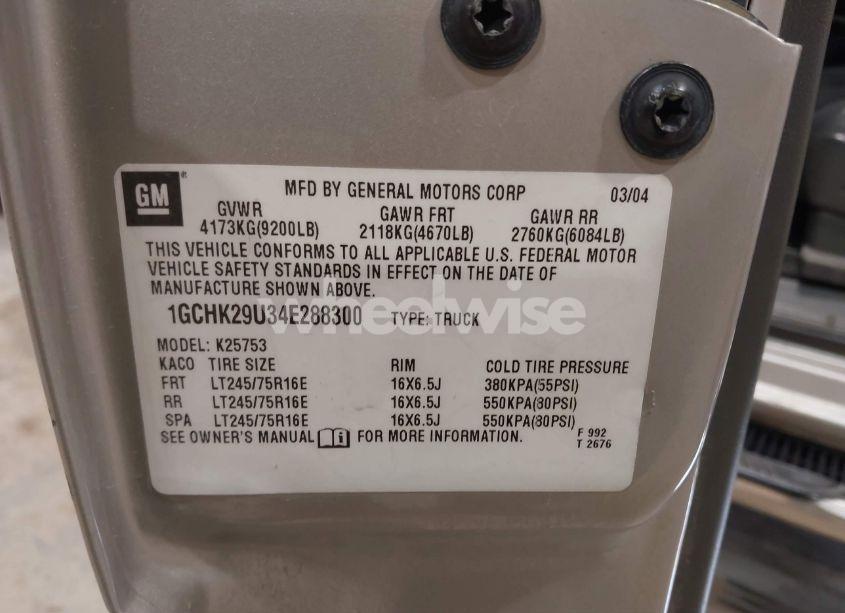 GM ®
MFD BY GENERAL MOTORS CORP 03/04
GVWR GAWR FRT GAWR RR
4173KG(9200LB) 2118KG(4670LB) 2760KG(6084LB)
THIS VEHICLE CONFORMS TO ALL APPLICABLE U.S. FEDERAL MOTOR
VEHICLE SAFETY STANDARDS IN EFFECT ON THE DATE OF
MANUFACTURE SHOWN ABOVE.
wheelwise
1GCHK29U34E288300 TYPE: TRUCK
MODEL: K25753
KACO TIRE SIZE RIM COLD TIRE PRESSURE
FRT LT245/75R16E 16X6.5J 380KPA(55PSI)
RR LT245/75R16E 16X6.5J 550KPA(80PSI)
SPA LT245/75R16E 16X6.5J 550KPA(80PSI)
SEE OWNER'S MANUAL i FOR MORE INFORMATION.
F 992
T 2676